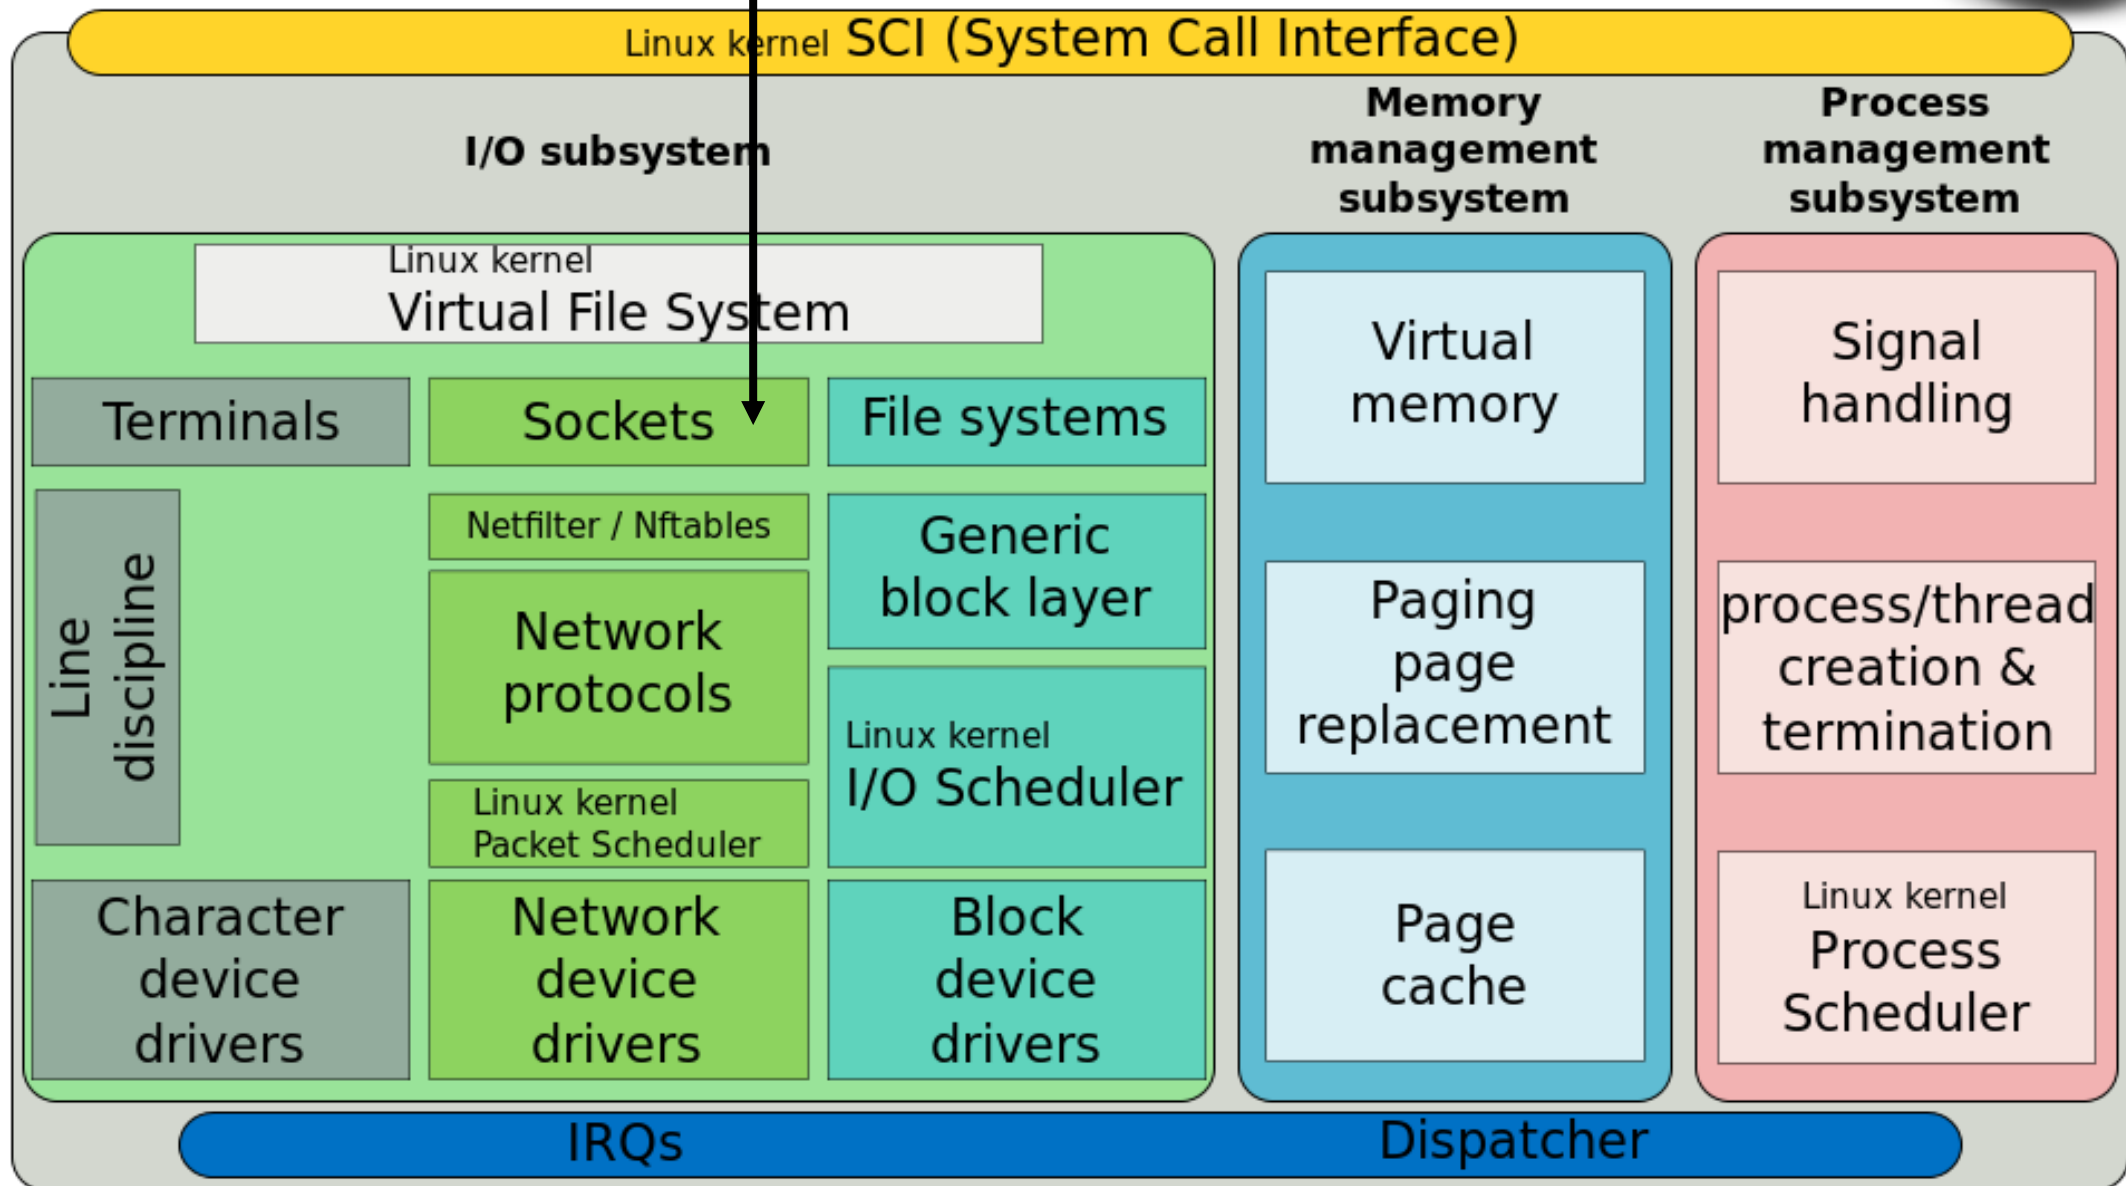 Linux kernel SCI (System Call Interface)
I/O subsystem
Memory
management
subsystem
Process
management
subsystem
Linux kernel
Virtual File System
Terminals
Sockets
File systems
Line
discipline
Netfilter / Nftables
Network
protocols
Linux kernel
Packet Scheduler
Generic
block layer
Linux kernel
I/O Scheduler
Character
device
drivers
Network
device
drivers
Block
device
drivers
Virtual
memory
Paging
page
replacement
Page
cache
Signal
handling
process/thread
creation &
termination
Linux kernel
Process
Scheduler
IRQs
Dispatcher